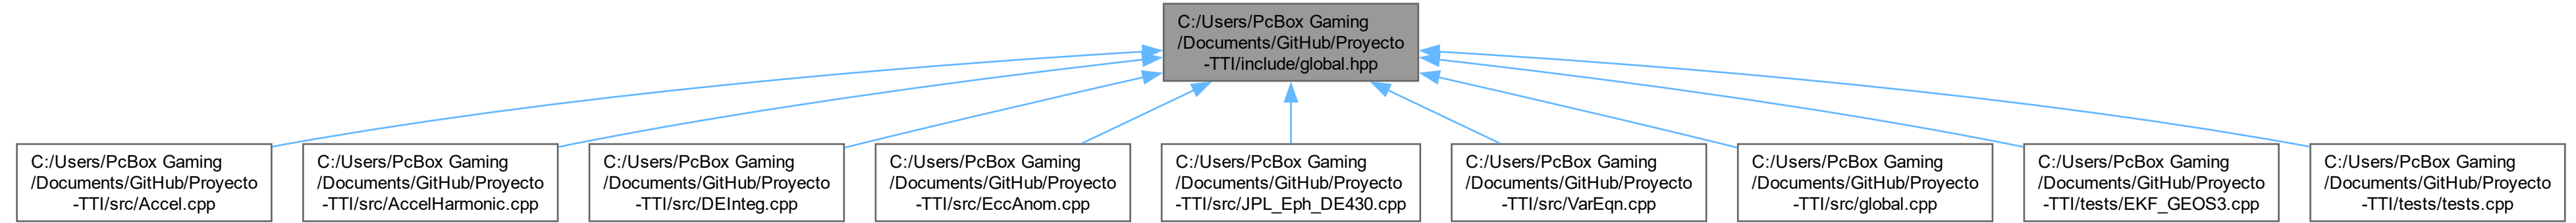 C:/Users/PcBox Gaming
/Documents/GitHub/Proyecto
-TTI/include/global.hpp
C:/Users/PcBox Gaming
/Documents/GitHub/Proyecto
-TTI/src/Accel.cpp
C:/Users/PcBox Gaming
/Documents/GitHub/Proyecto
-TTI/src/AccelHarmonic.cpp
C:/Users/PcBox Gaming
/Documents/GitHub/Proyecto
-TTI/src/DEInteg.cpp
C:/Users/PcBox Gaming
/Documents/GitHub/Proyecto
-TTI/src/EccAnom.cpp
C:/Users/PcBox Gaming
/Documents/GitHub/Proyecto
-TTI/src/JPL_Eph_DE430.cpp
C:/Users/PcBox Gaming
/Documents/GitHub/Proyecto
-TTI/src/VarEqn.cpp
C:/Users/PcBox Gaming
/Documents/GitHub/Proyecto
-TTI/src/global.cpp
C:/Users/PcBox Gaming
/Documents/GitHub/Proyecto
-TTI/tests/EKF_GEOS3.cpp
C:/Users/PcBox Gaming
/Documents/GitHub/Proyecto
-TTI/tests/tests.cpp